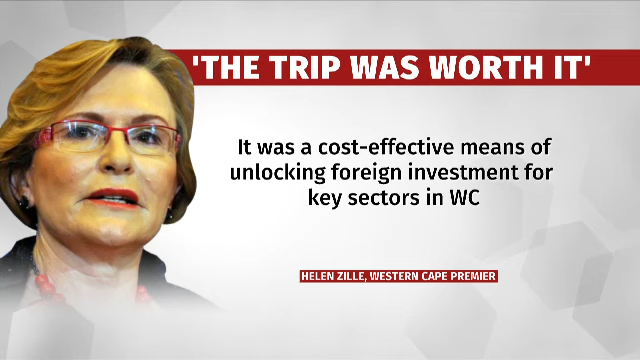 'THE TRIP WAS WORTH IT'
It was a cost-effective means of
unlocking foreign investment for
key sectors in WC
HELEN ZILLE, WESTERN CAPE PREMIER